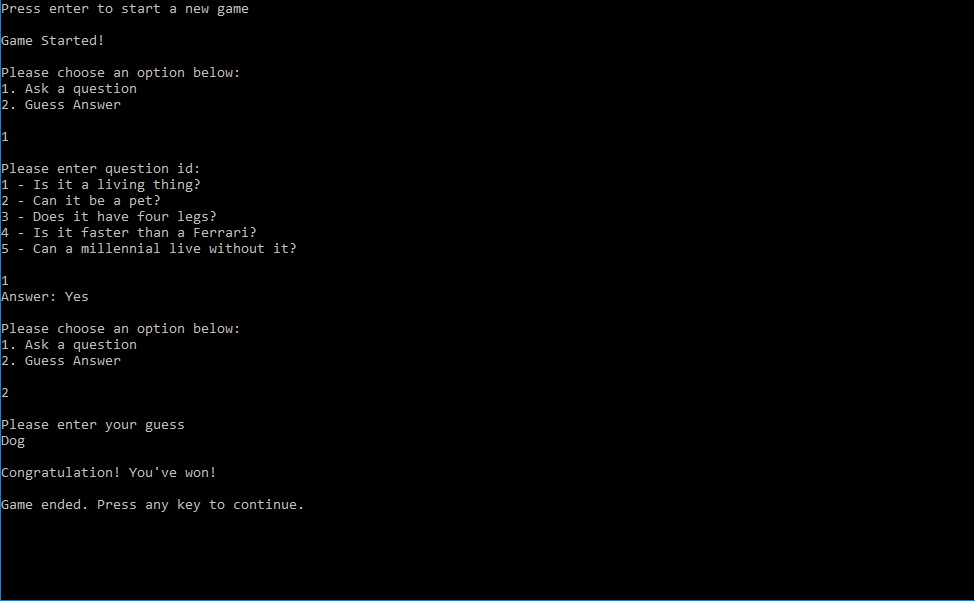 Press enter to start a new game
Game Started!
Please choose an option below:
1. Ask a question
2. Guess Answer
1
Please enter question id:
1 - Is it a living thing?
2 - Can it be a pet?
3 - Does it have four legs?
4 - Is it faster than a Ferrari?
5 - Can a millennial live without it?
1
Answer: Yes
Please choose an option below:
1. Ask a question
2. Guess Answer
2
Please enter your guess
Dog
Congratulation! You've won!
Game ended. Press any key to continue.